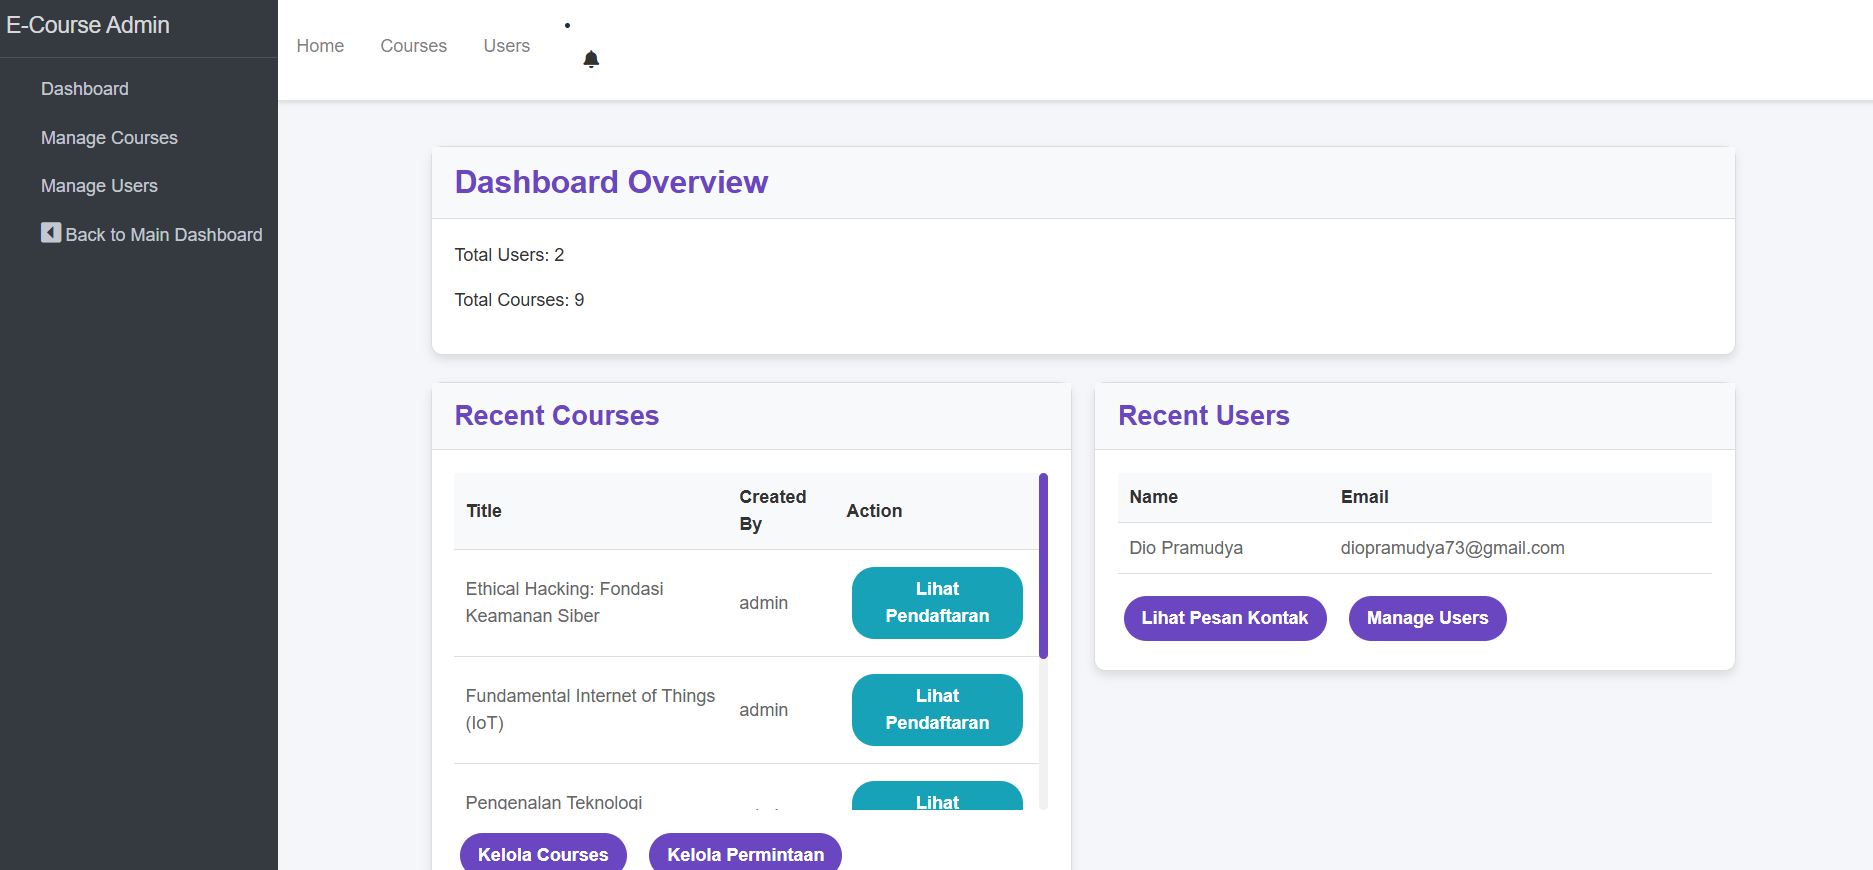 E-Course Admin
Dashboard
Manage Courses
Manage Users
Back to Main Dashboard
Home Courses Users
Dashboard Overview
Total Users: 2
Total Courses: 9
Recent Courses
Title Created By Action
Ethical Hacking: Fondasi
Keamanan Siber
admin
Lihat
Pendaftaran
Fundamental Internet of Things
(IoT)
admin
Lihat
Pendaftaran
Pengenalan Teknologi
Lihat
Kelola Courses Kelola Permintaan
Recent Users
Name Email
Dio Pramudya diopramudya73@gmail.com
Lihat Pesan Kontak Manage Users